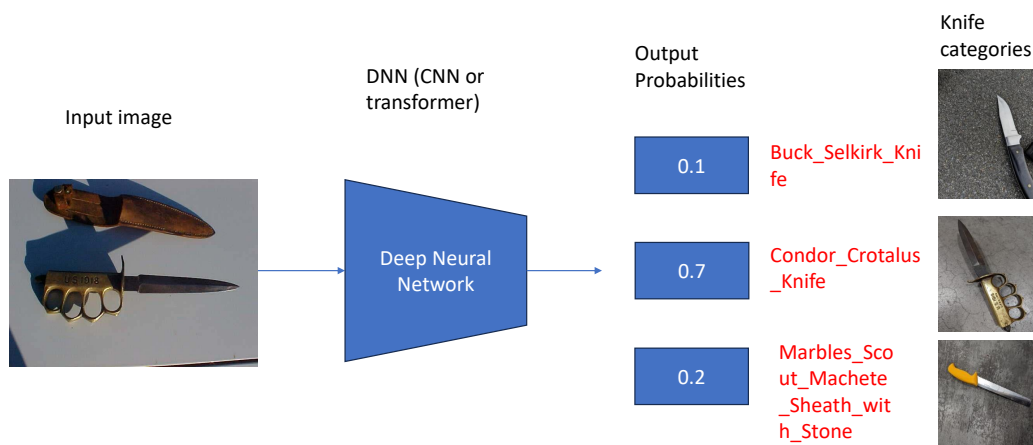 Knife
categories
Output
Probabilities
DNN (CNN or
transformer)
Input image
0.1
Buck_Selkirk_Kni
fe
Deep Neural
Network
0.7
Condor_Crotalus
_Knife
0.2
Marbles_Sco
ut_Machete
_Sheath_wit
h_Stone